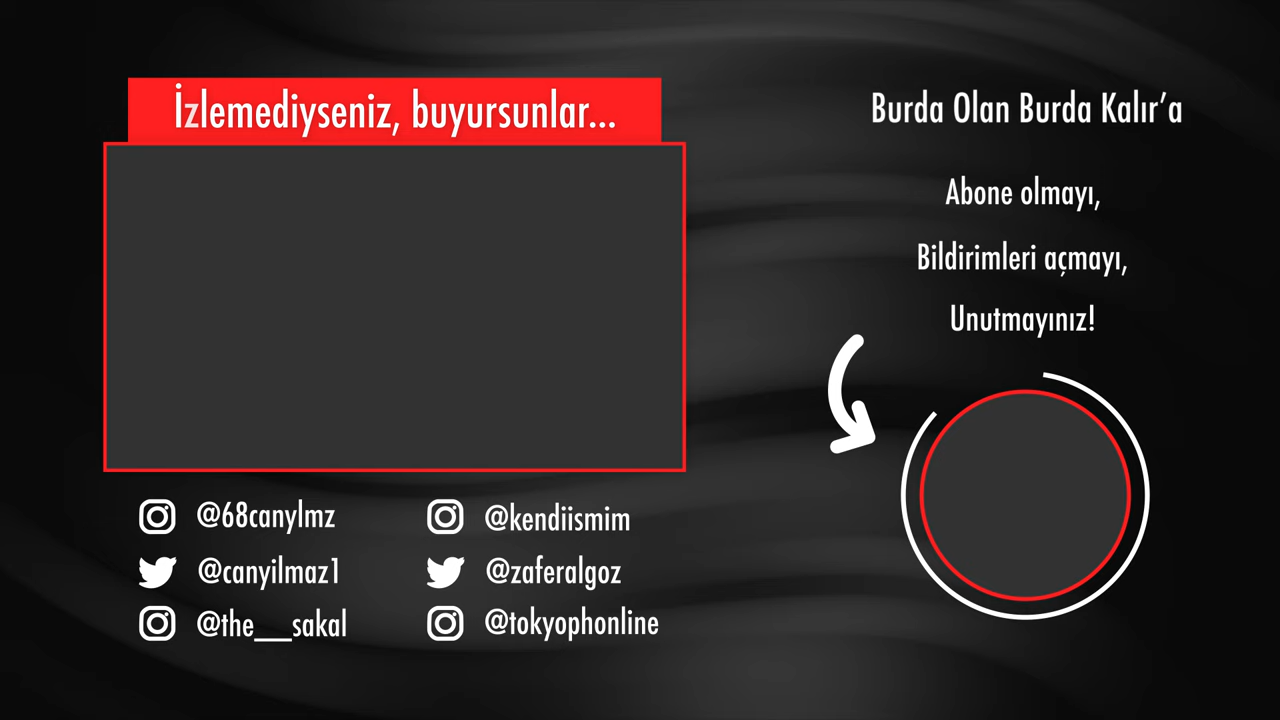 İzlemediyseniz, buyursunlar...
@68canylmz
@canyilmaz1
@the__sakal
@kendiismim
@zaferalgoz
@tokyophonline
Burda Olan Burda Kalır’a
Abone olmayı,
Bildirimleri açmayı,
Unutmayınız!